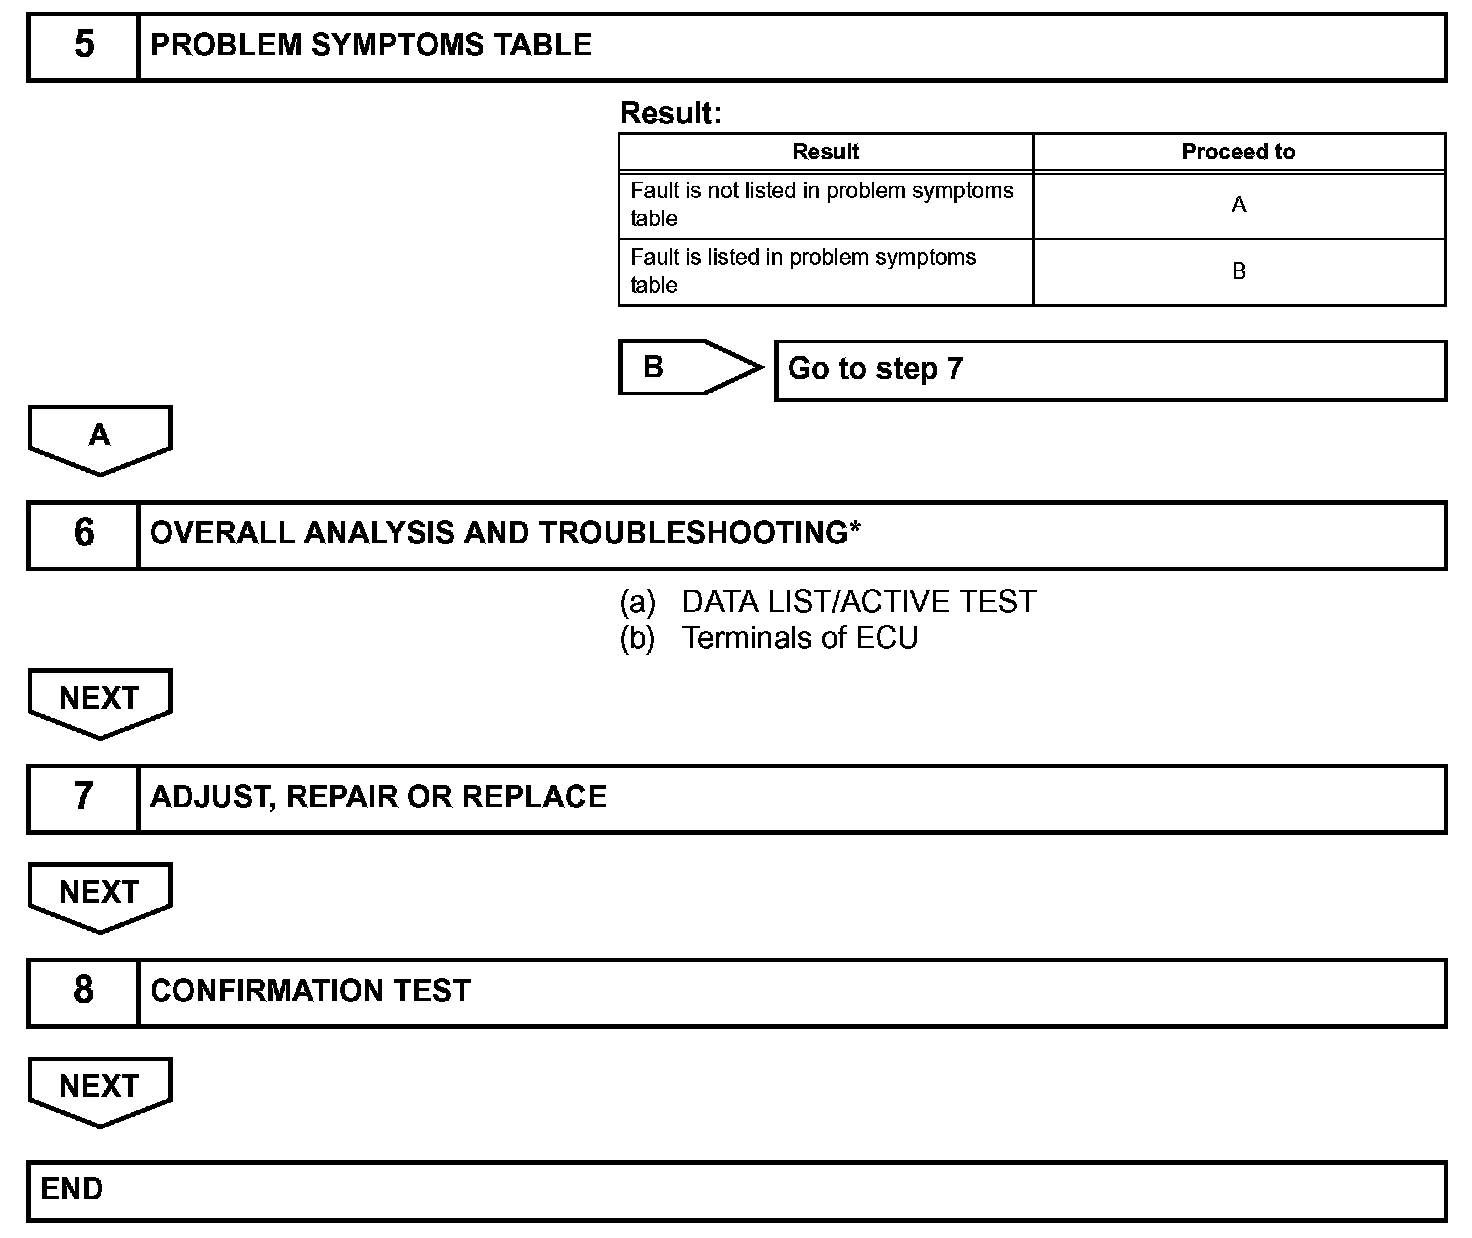 5 PROBLEM SYMPTOMS TABLE
Result:
Result Proceed to
Fault is not listed in problem symptoms
table
A
Fault is listed in problem symptoms
table
B
B Go to step 7
A
6 OVERALL ANALYSIS AND TROUBLESHOOTING*
(a) DATA LIST/ACTIVE TEST
(b) Terminals of ECU
NEXT
7 ADJUST, REPAIR OR REPLACE
NEXT
8 CONFIRMATION TEST
NEXT
END